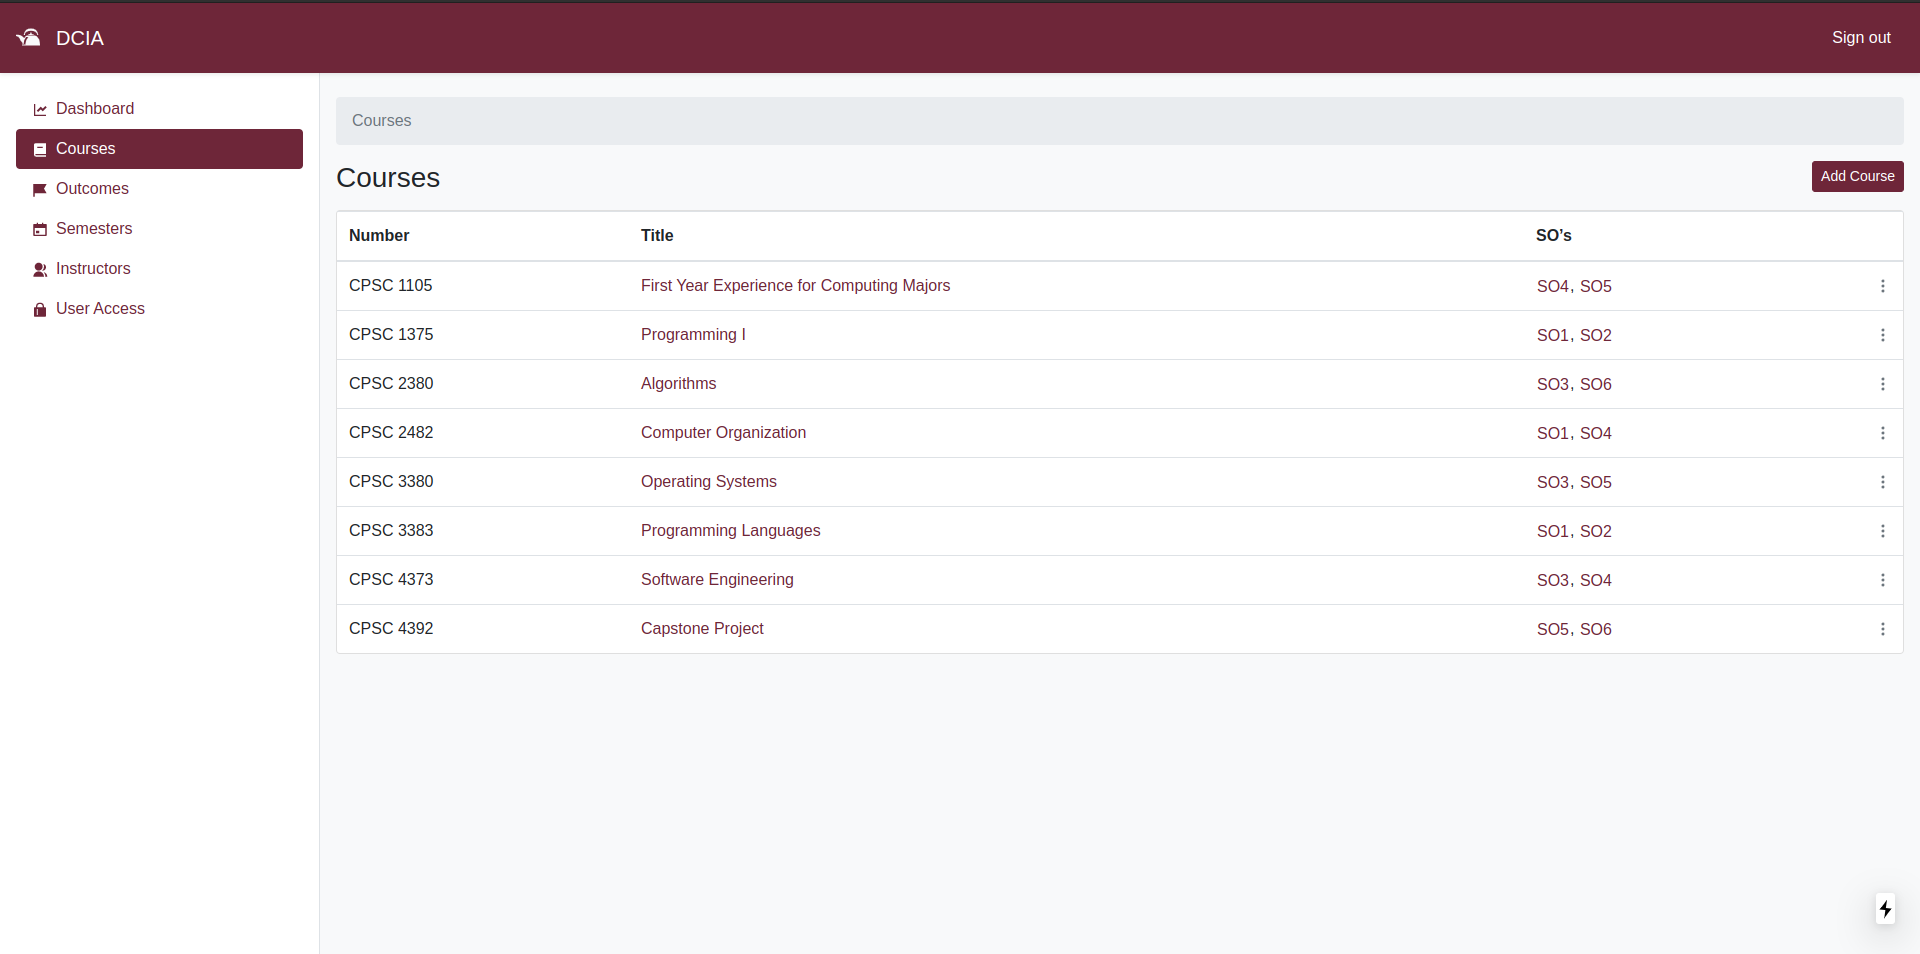 DCIA
Sign out
Dashboard
Courses
Outcomes
Semesters
Instructors
User Access
Courses
Courses
Add Course
Number Title SO’s
CPSC 1105 First Year Experience for Computing Majors SO4, SO5
CPSC 1375 Programming I SO1, SO2
CPSC 2380 Algorithms SO3, SO6
CPSC 2482 Computer Organization SO1, SO4
CPSC 3380 Operating Systems SO3, SO5
CPSC 3383 Programming Languages SO1, SO2
CPSC 4373 Software Engineering SO3, SO4
CPSC 4392 Capstone Project SO5, SO6